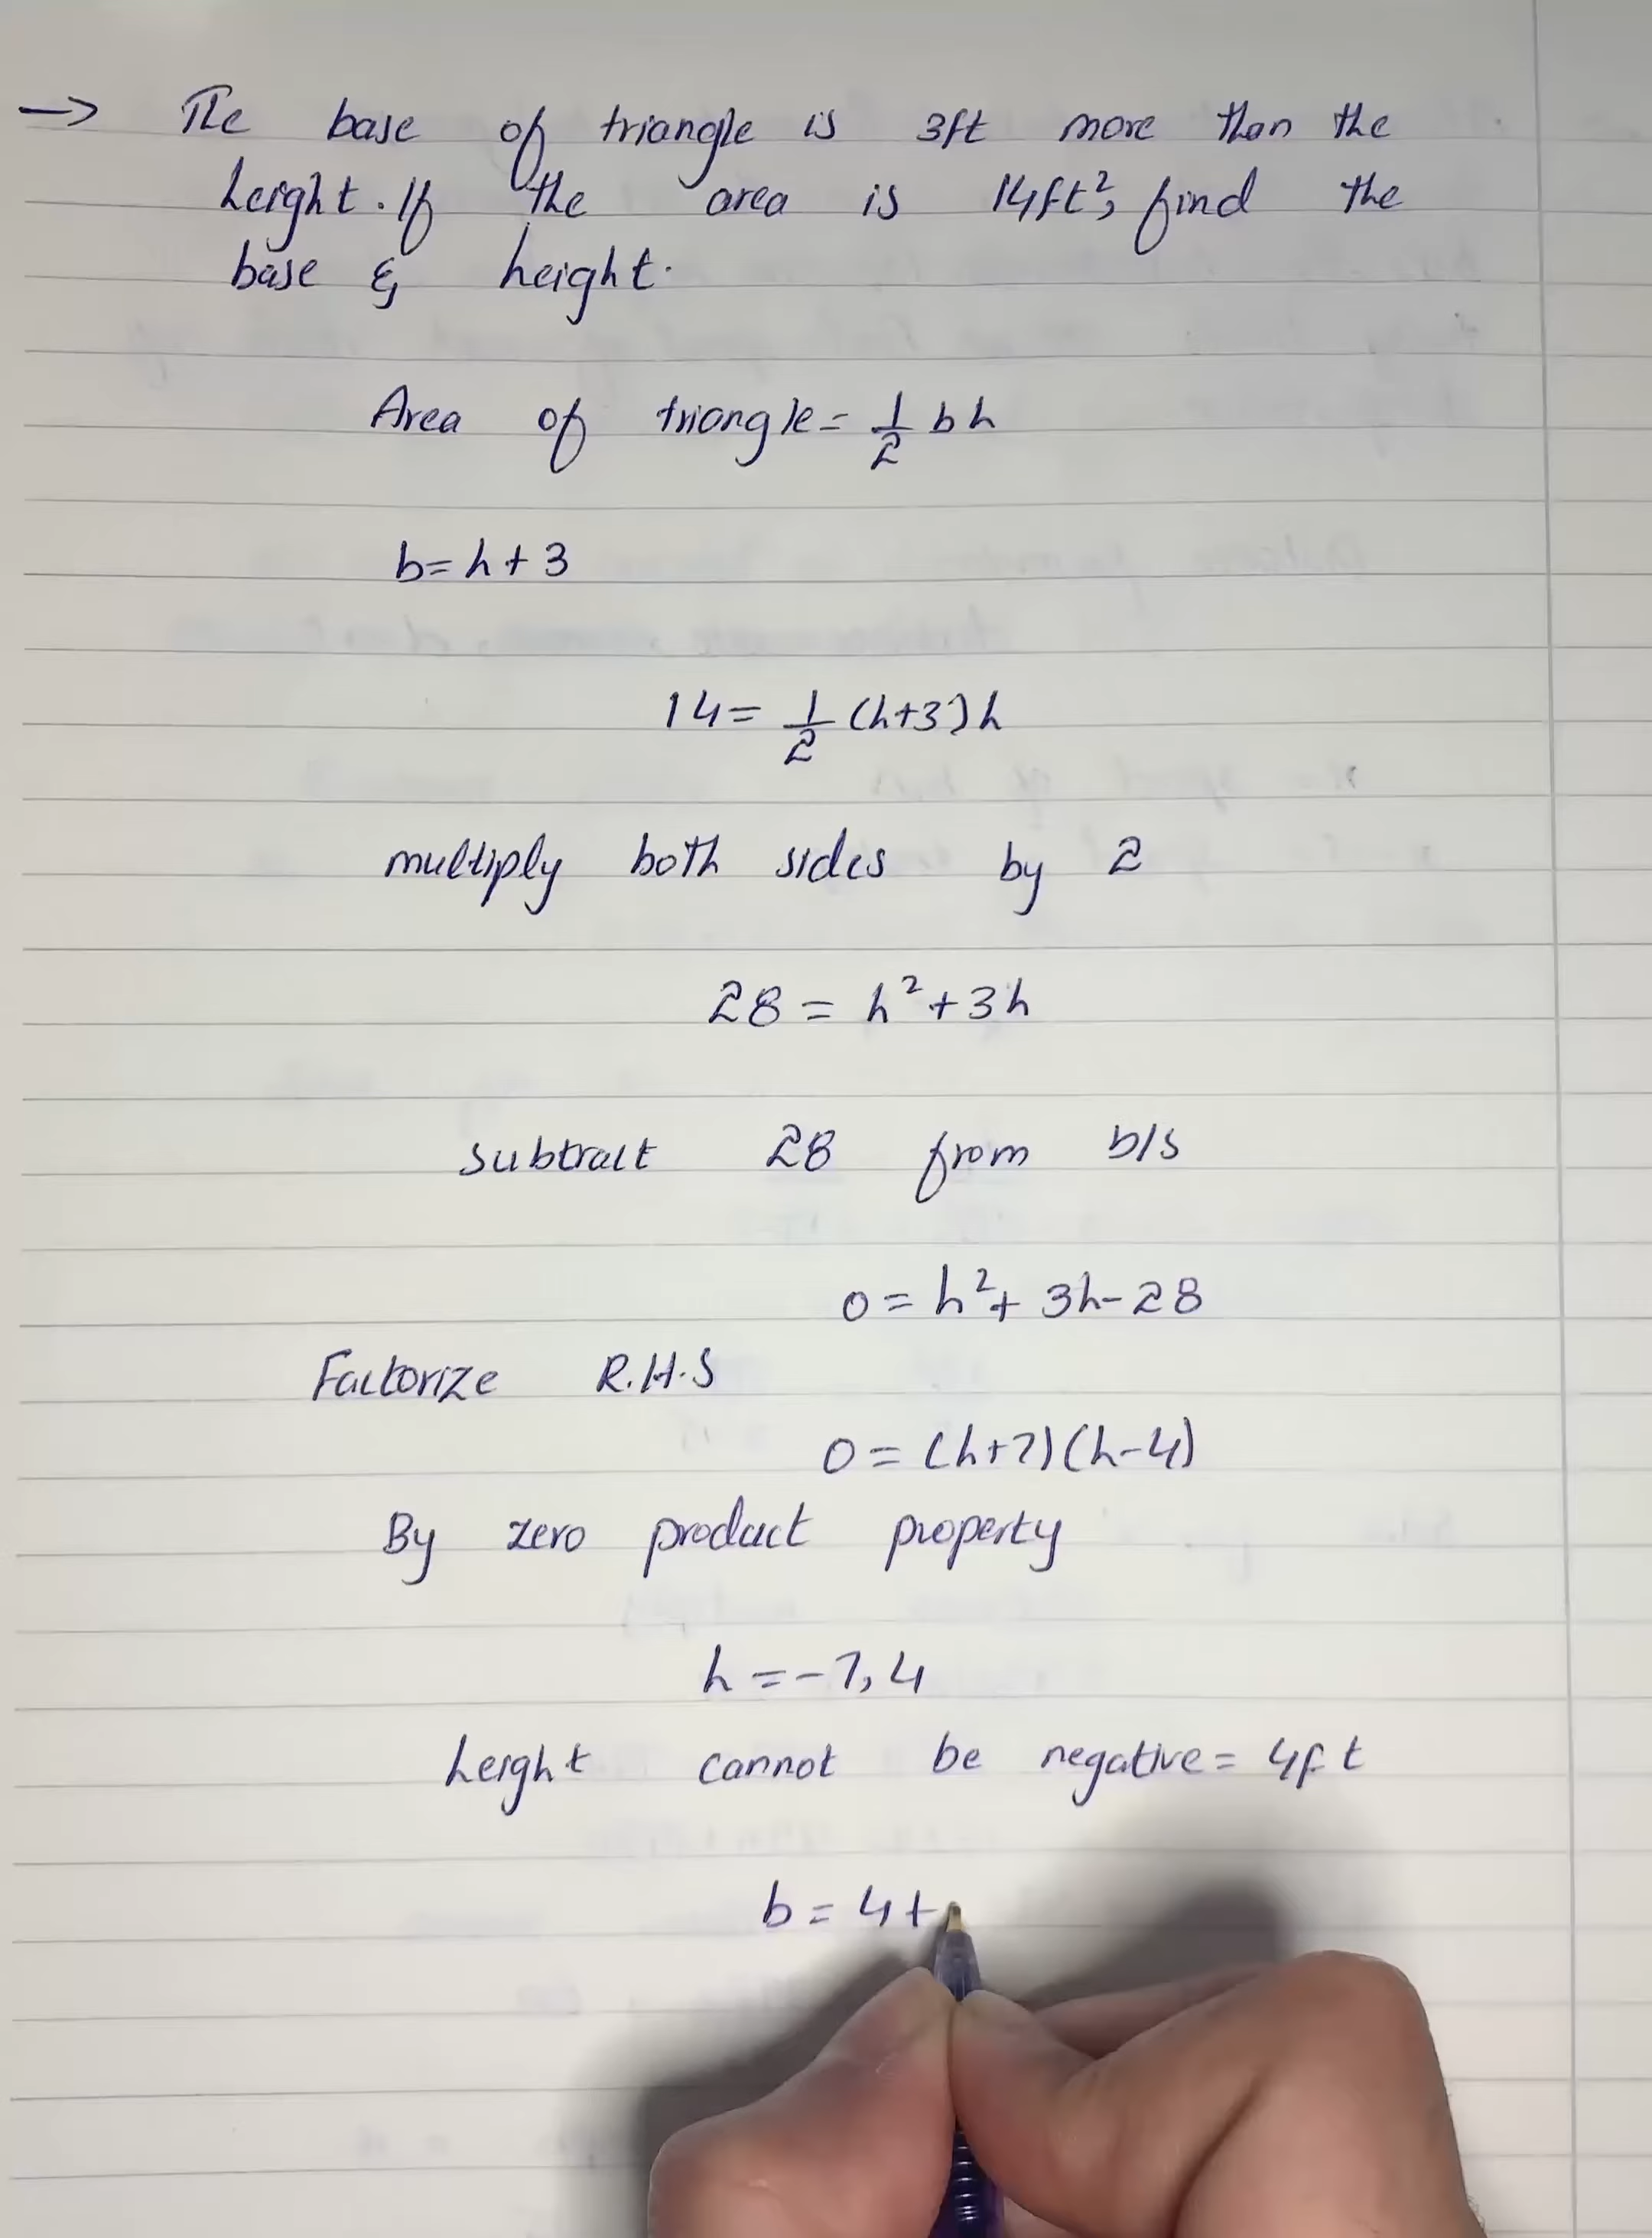 → The base of triangle is 3ft more than the
height. If the area is 14ft², find the
base & height.
Area of triangle = 1/2 bh
b = h + 3
14 = 1/2 (h+3)h
multiply both sides by 2
28 = h² + 3h
subtract 28 from b/s
0 = h² + 3h - 28
Factorize R.H.S
0 = (h+7)(h-4)
By zero product property
h = -7, 4
height cannot be negative = 4ft
b = 4 +